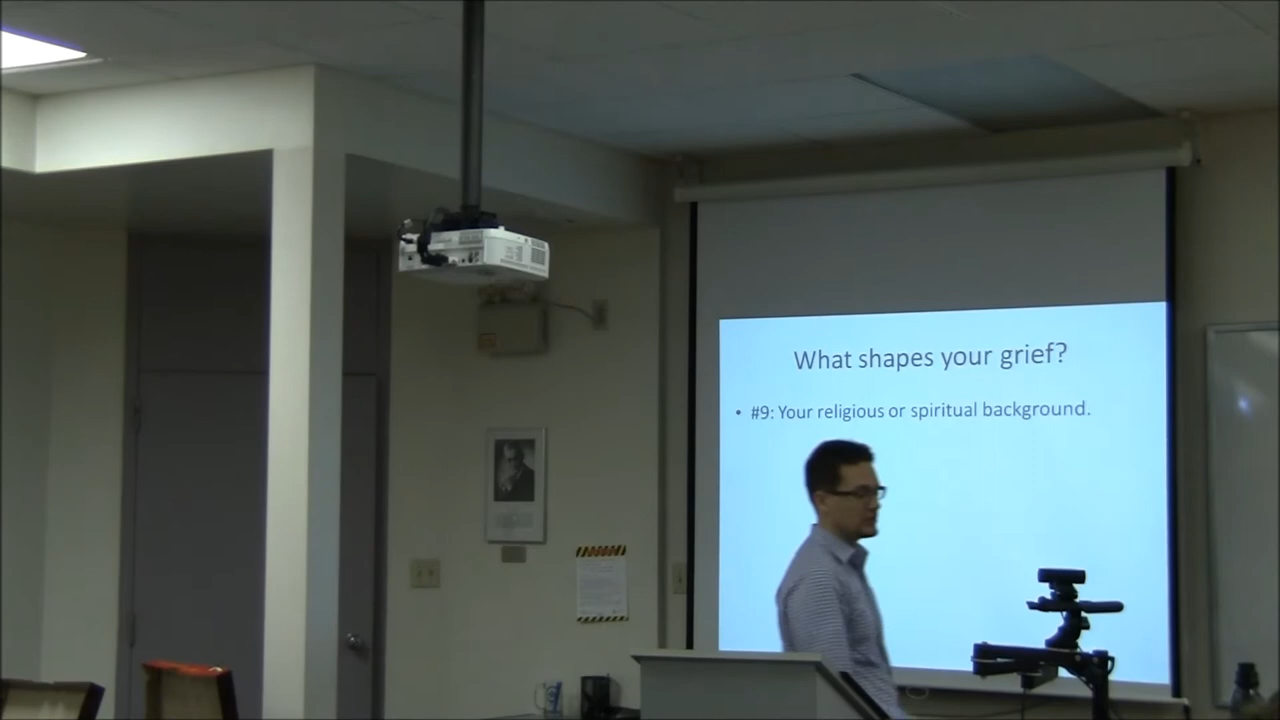 What shapes your grief?
• #9: Your religious or spiritual background.